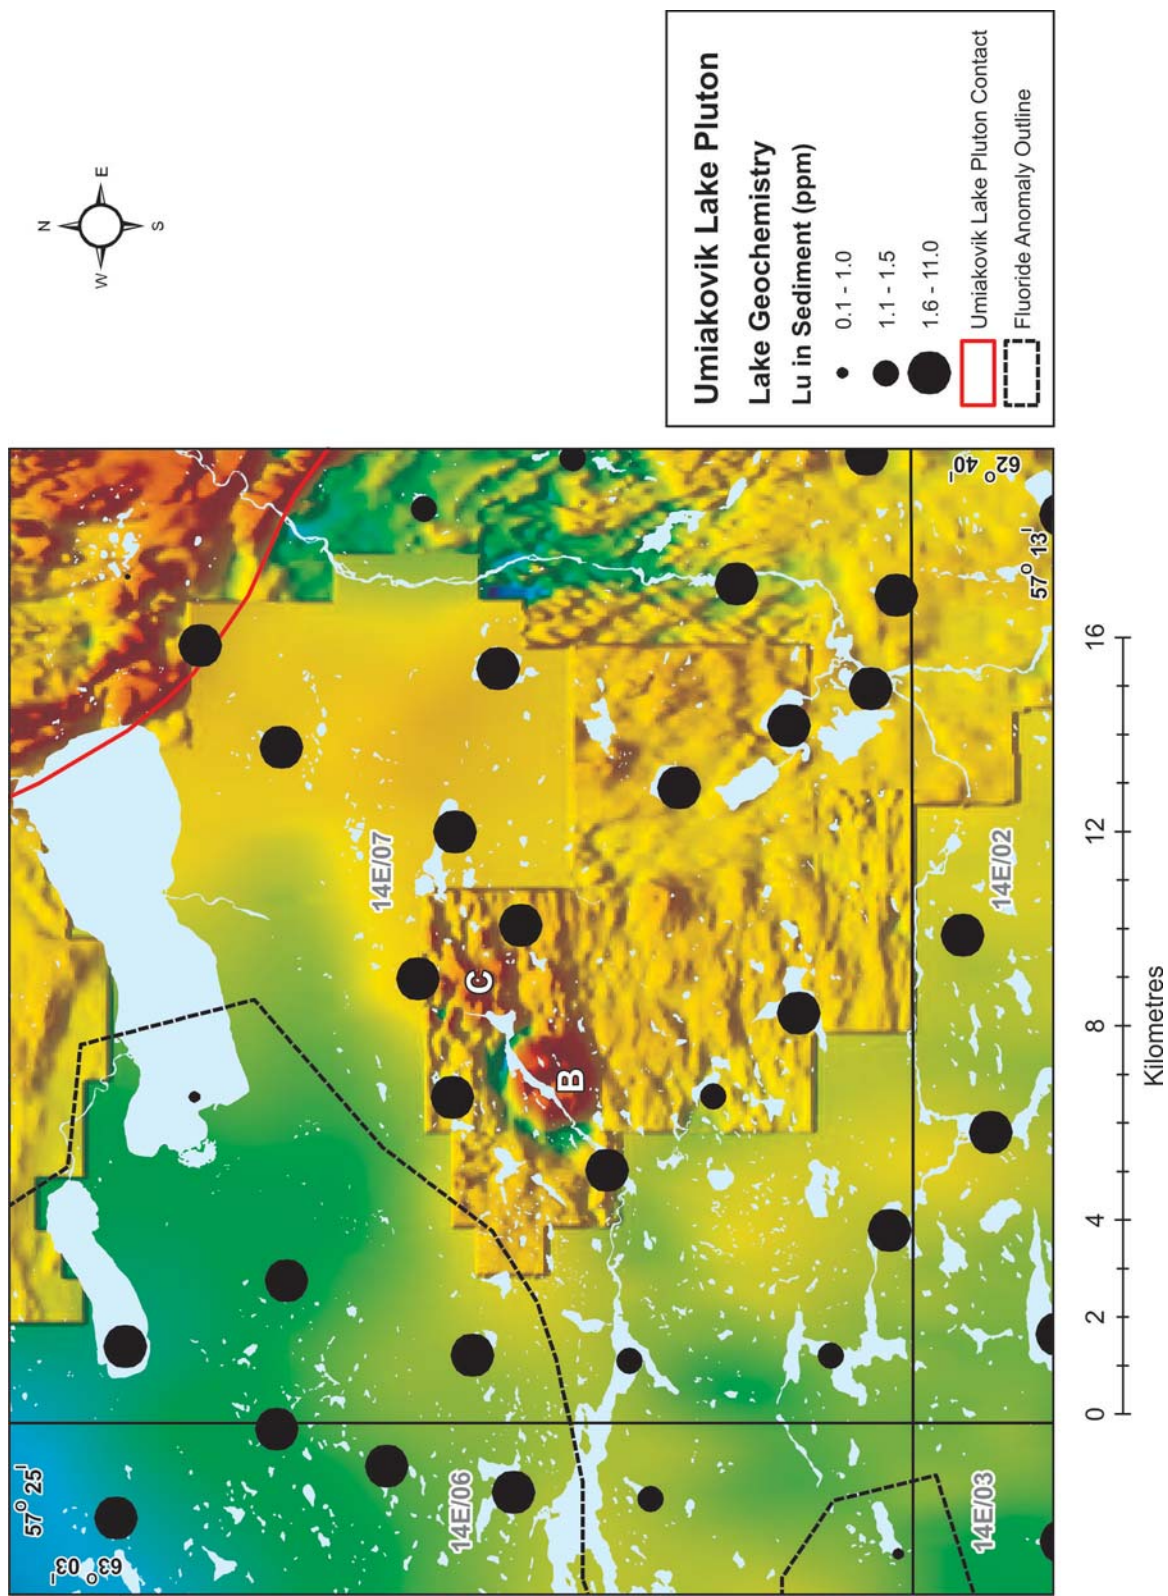 N
W
E
S
Umiakovik Lake Pluton
Lake Geochemistry
Lu in Sediment (ppm)
0.1 - 1.0
1.1 - 1.5
1.6 - 11.0
Umiakovik Lake Pluton Contact
Fluoride Anomaly Outline
57° 25'
63° 03'
14E/06
14E/07
C
B
14E/03
14E/02
57° 13'
62° 40'
0
2
4
8
12
16
Kilometres